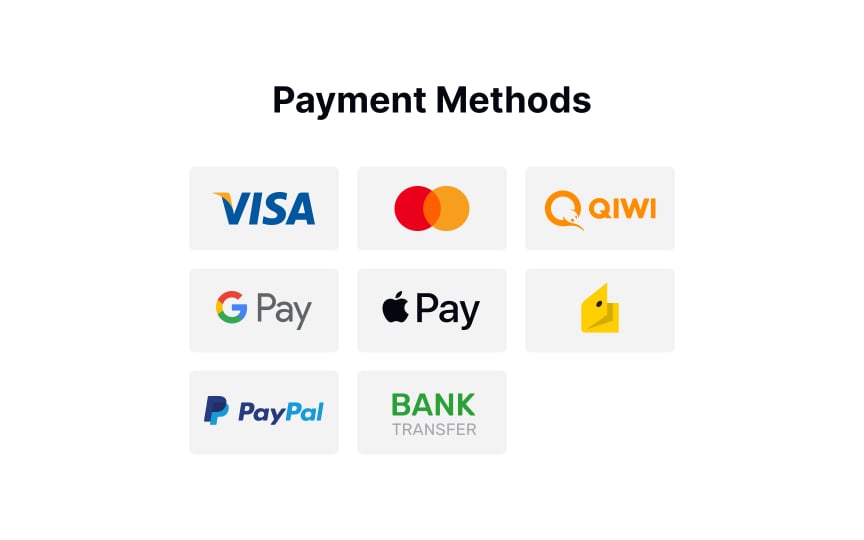 Payment Methods
VISA
QIWI
G Pay
Pay
PayPal
BANK
TRANSFER